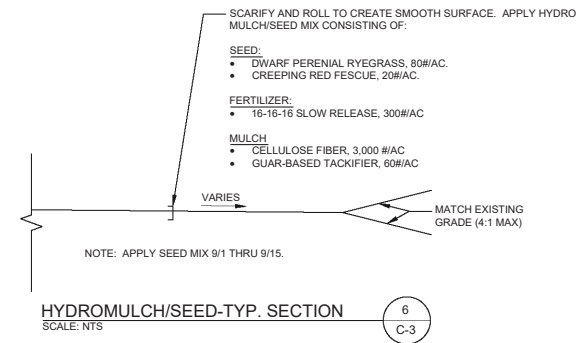 SCARIFY AND ROLL TO CREATE SMOOTH SURFACE. APPLY HYDRO
MULCH/SEED MIX CONSISTING OF:
SEED:
• DWARF PERENIAL RYEGRASS, 80#/AC.
• CREEPING RED FESCUE, 20#/AC.
FERTILIZER:
• 16-16-16 SLOW RELEASE, 300#/AC
MULCH
• CELLULOSE FIBER, 3,000 #/AC
• GUAR-BASED TACKIFIER, 60#/AC
VARIES
MATCH EXISTING
GRADE (4:1 MAX)
NOTE: APPLY SEED MIX 9/1 THRU 9/15.
HYDROMULCH/SEED-TYP. SECTION
SCALE: NTS
6
C-3